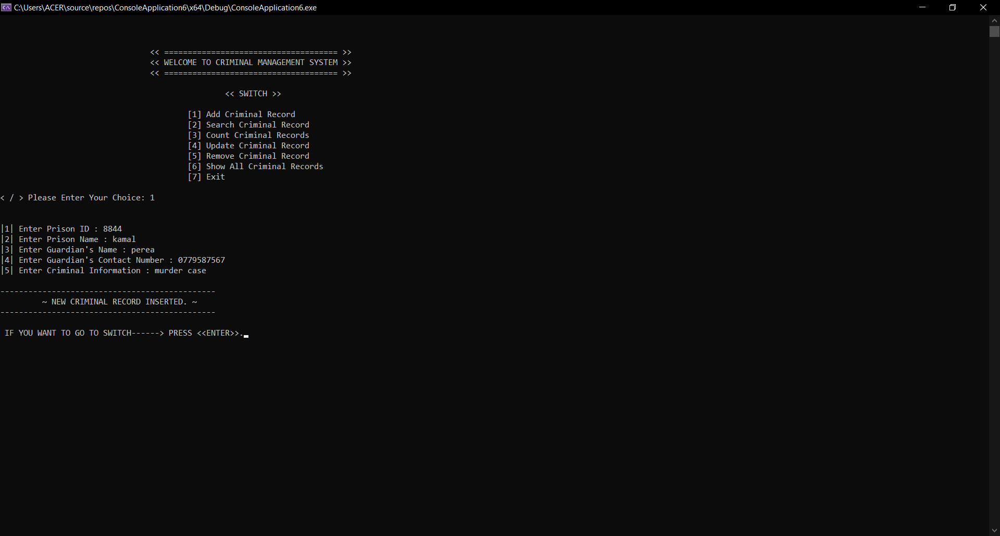 C:\Users\ACER\source\repos\ConsoleApplication6\x64\Debug\ConsoleApplication6.exe
<< ===================================== >>
<< WELCOME TO CRIMINAL MANAGEMENT SYSTEM >>
<< ===================================== >>
<< SWITCH >>
[1] Add Criminal Record
[2] Search Criminal Record
[3] Count Criminal Records
[4] Update Criminal Record
[5] Remove Criminal Record
[6] Show All Criminal Records
[7] Exit
< / > Please Enter Your Choice: 1
|1| Enter Prison ID : 8844
|2| Enter Prison Name : kamal
|3| Enter Guardian's Name : perea
|4| Enter Guardian's Contact Number : 0779587567
|5| Enter Criminal Information : murder case
----------------------------------------------
~ NEW CRIMINAL RECORD INSERTED. ~
----------------------------------------------
IF YOU WANT TO GO TO SWITCH------> PRESS <<ENTER>>.